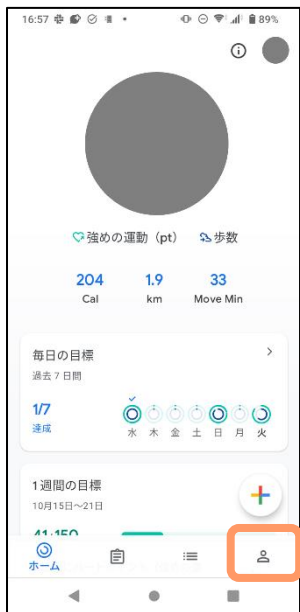 16:57
89%
強めの運動（pt） 歩数
204 1.9 33
Cal km Move Min
毎日の目標
過去 7 日間
1/7
達成
水 木 金 土 日 月 火
1週間の目標
10月15日～21日
41/150
ホーム